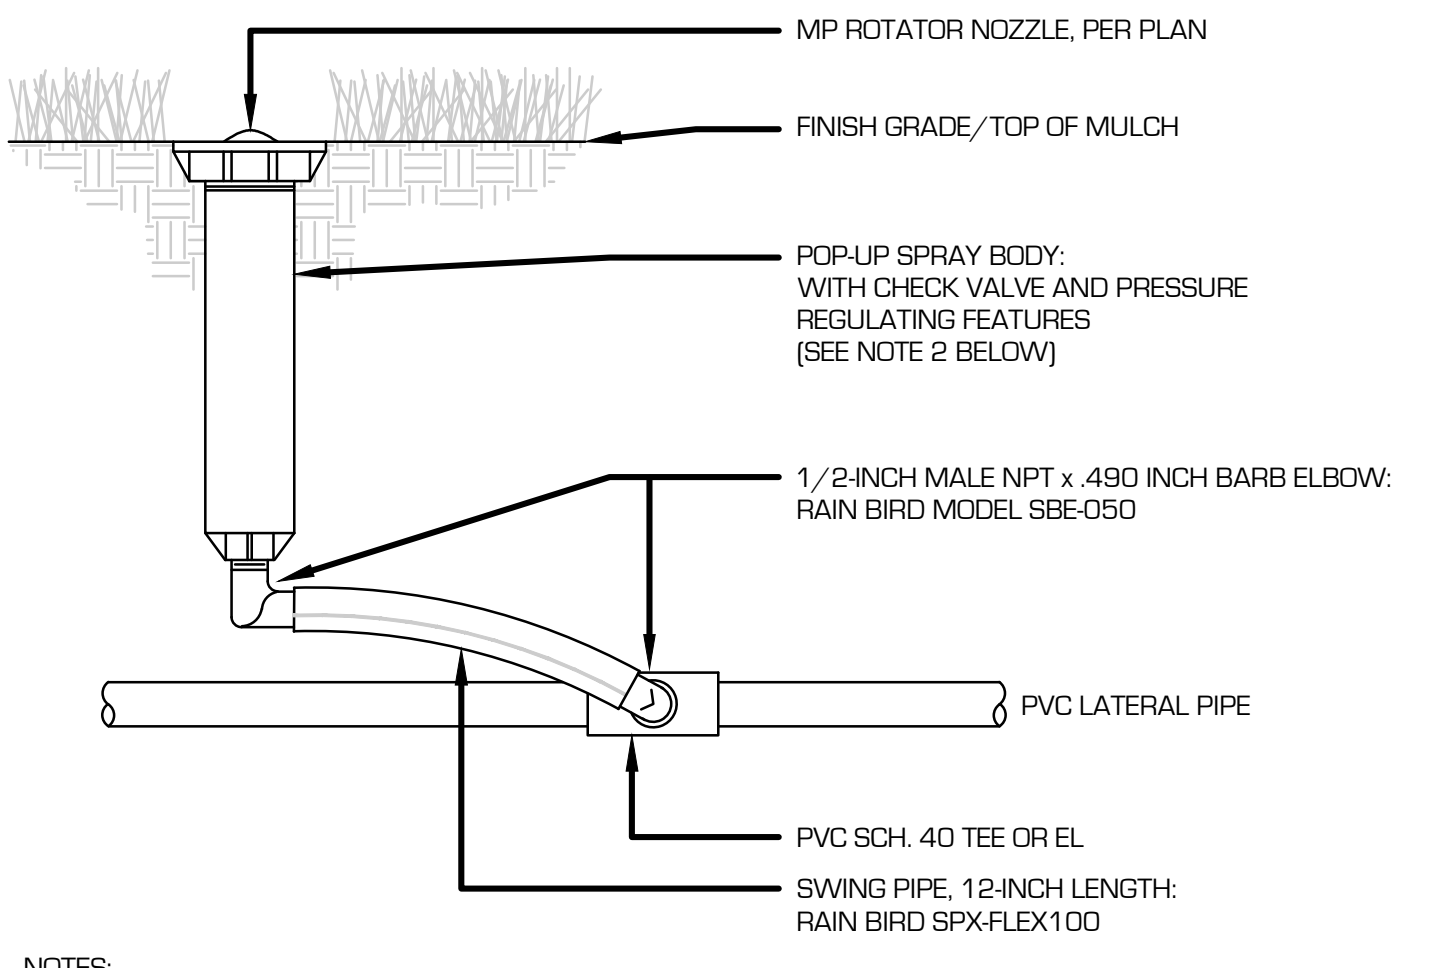 MP ROTATOR NOZZLE, PER PLAN
FINISH GRADE/TOP OF MULCH
POP-UP SPRAY BODY:
WITH CHECK VALVE AND PRESSURE
REGULATING FEATURES
(SEE NOTE 2 BELOW)
1/2-INCH MALE NPT x .490 INCH BARB ELBOW:
RAIN BIRD MODEL SBE-050
PVC LATERAL PIPE
PVC SCH. 40 TEE OR EL
SWING PIPE, 12-INCH LENGTH:
RAIN BIRD SPX-FLEX100
NOTES: